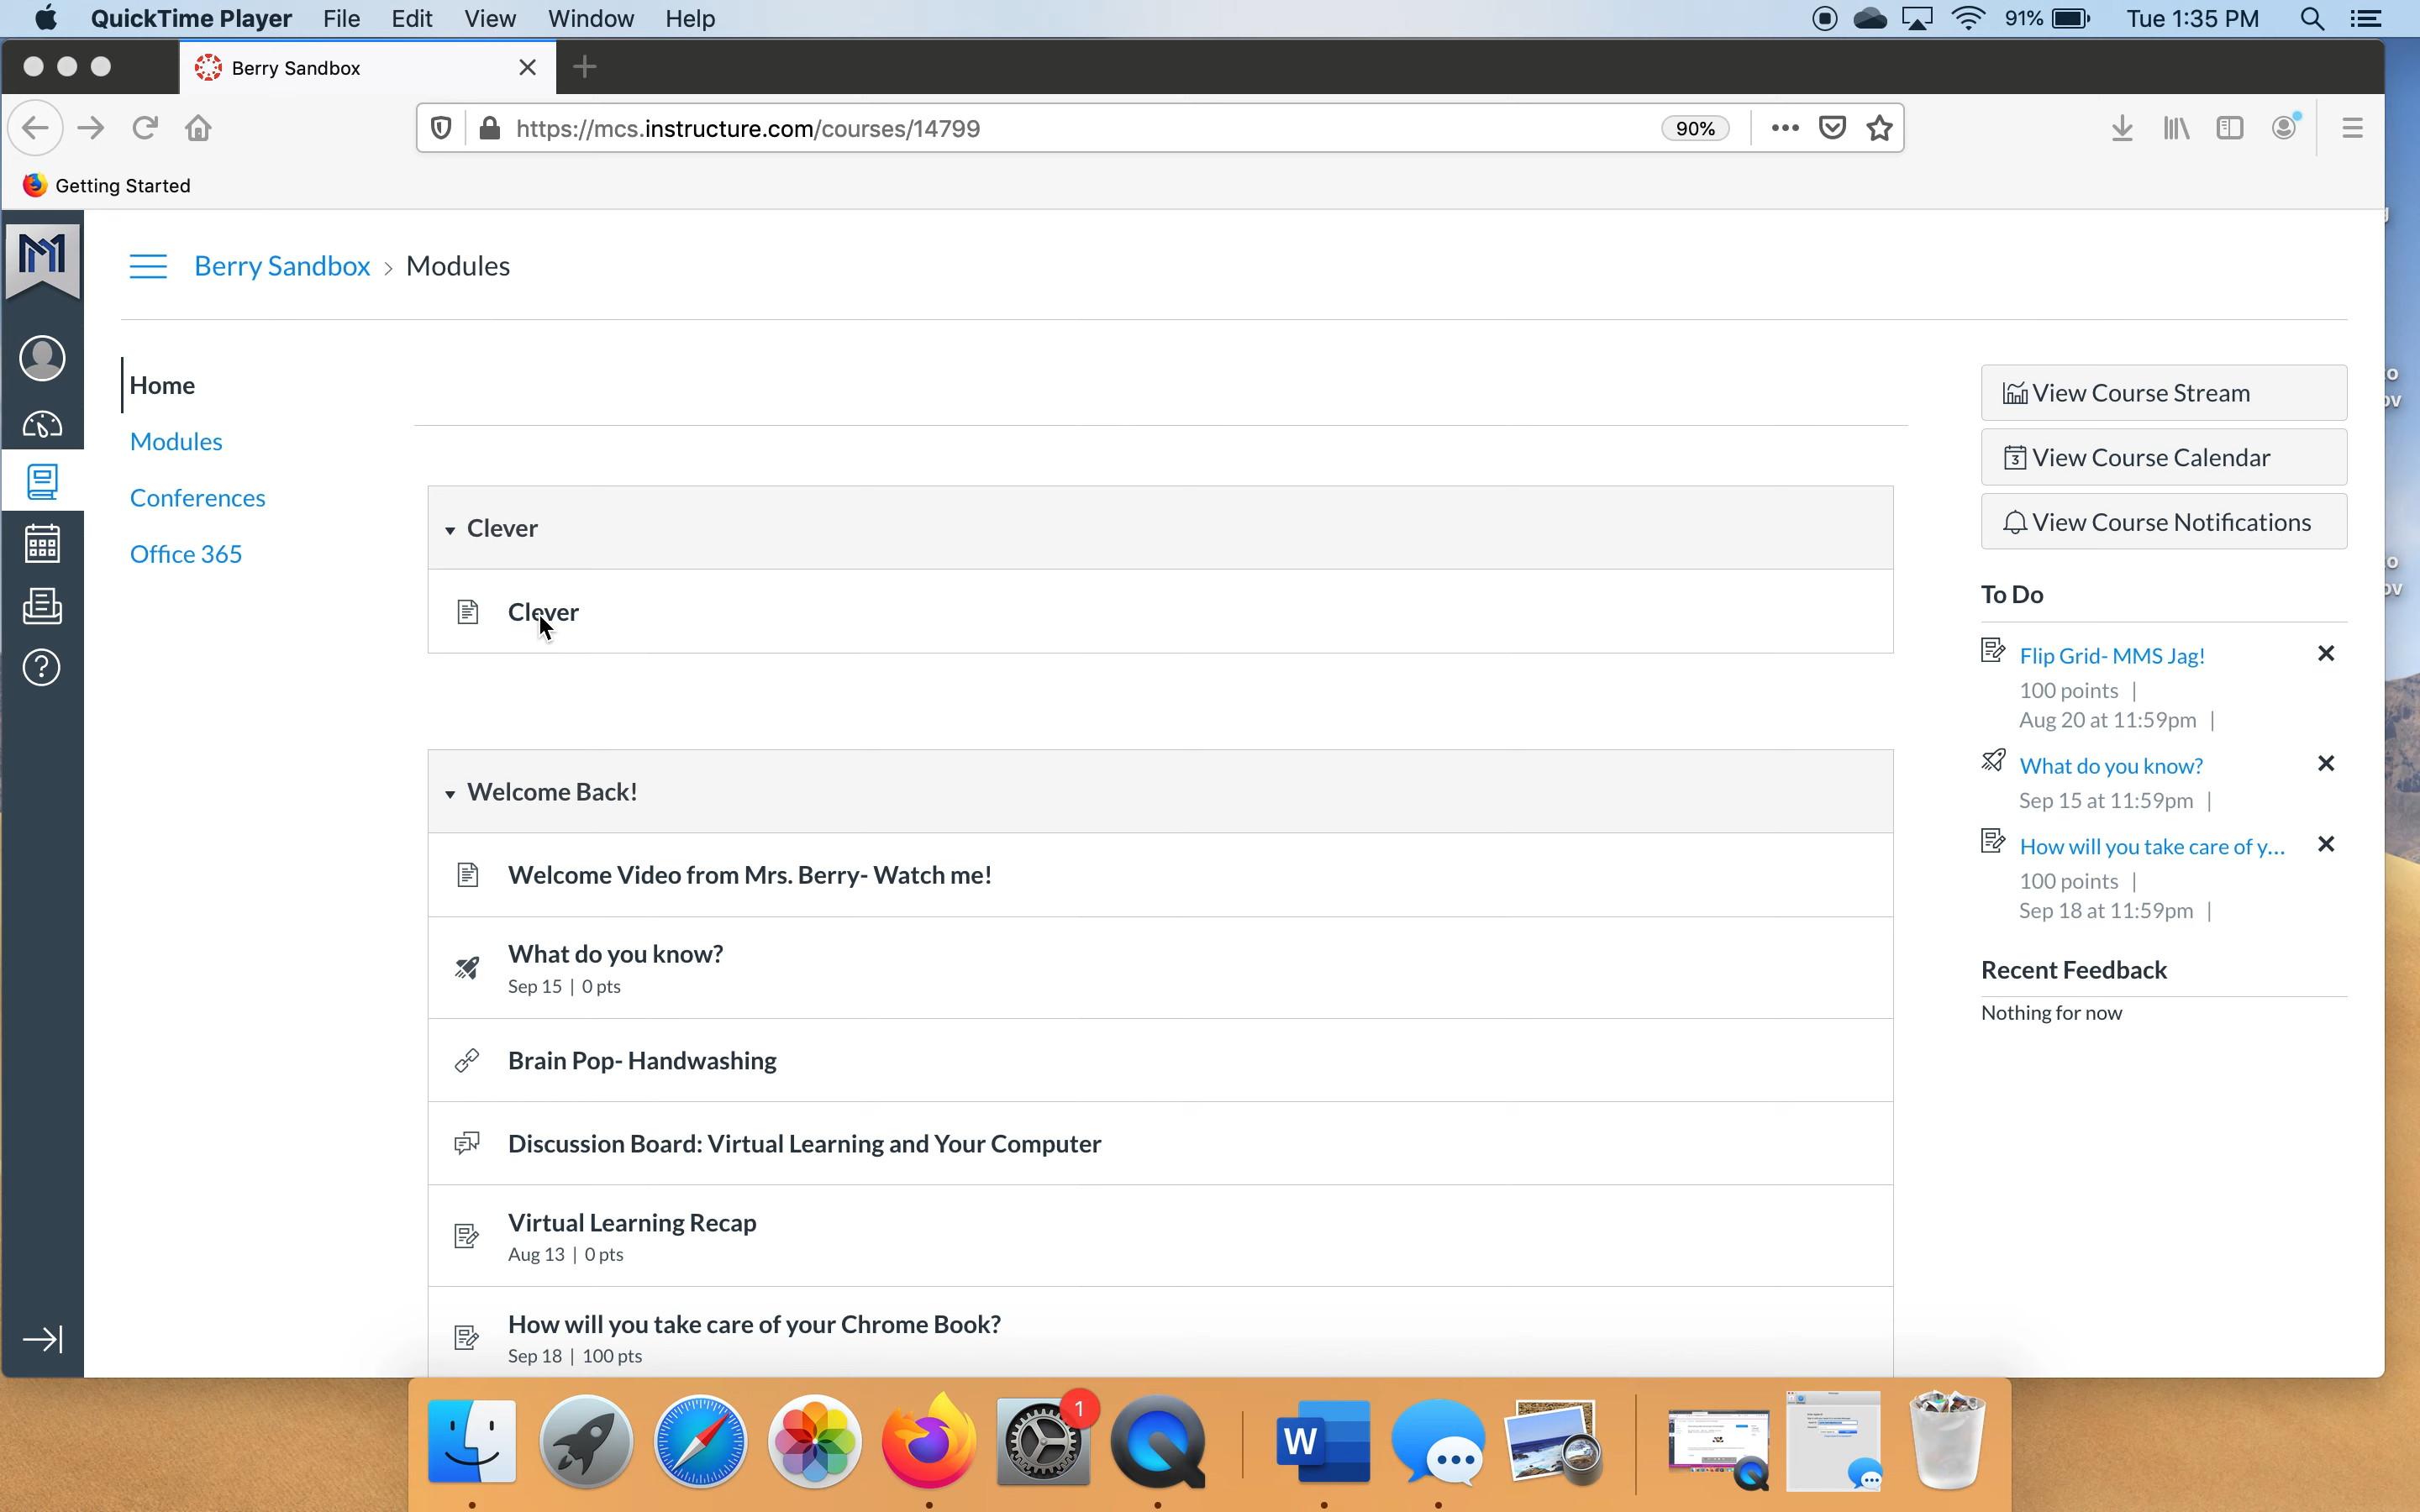 QuickTime Player File Edit View Window Help 91% Tue 1:35 PM
Berry Sandbox
https://mcs.instructure.com/courses/14799 90%
Getting Started
Berry Sandbox > Modules
Home
Modules
Conferences
Office 365
Clever
Clever
Welcome Back!
Welcome Video from Mrs. Berry- Watch me!
What do you know?
Sep 15 | 0 pts
Brain Pop- Handwashing
Discussion Board: Virtual Learning and Your Computer
Virtual Learning Recap
Aug 13 | 0 pts
How will you take care of your Chrome Book?
Sep 18 | 100 pts
View Course Stream
3 View Course Calendar
View Course Notifications
To Do
Flip Grid- MMS Jag!
100 points |
Aug 20 at 11:59pm |
What do you know?
Sep 15 at 11:59pm |
How will you take care of y...
100 points |
Sep 18 at 11:59pm |
Recent Feedback
Nothing for now
1
W